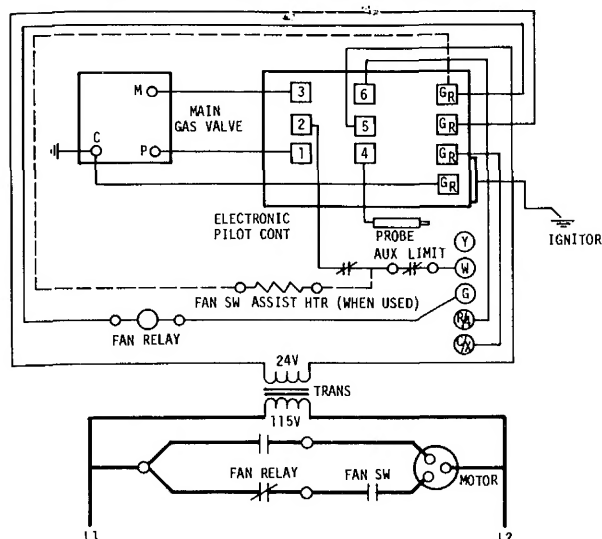 M
MAIN
GAS VALVE
C
P
3
6
GR
2
5
GR
1
4
GR
GR
ELECTRONIC
PILOT CONT
PROBE
IGNITOR
AUX LIMIT
Y
W
G
FAN SW ASSIST HTR (WHEN USED)
FAN RELAY
24V
TRANS
115V
FAN RELAY
FAN SW
MOTOR
L1
L2